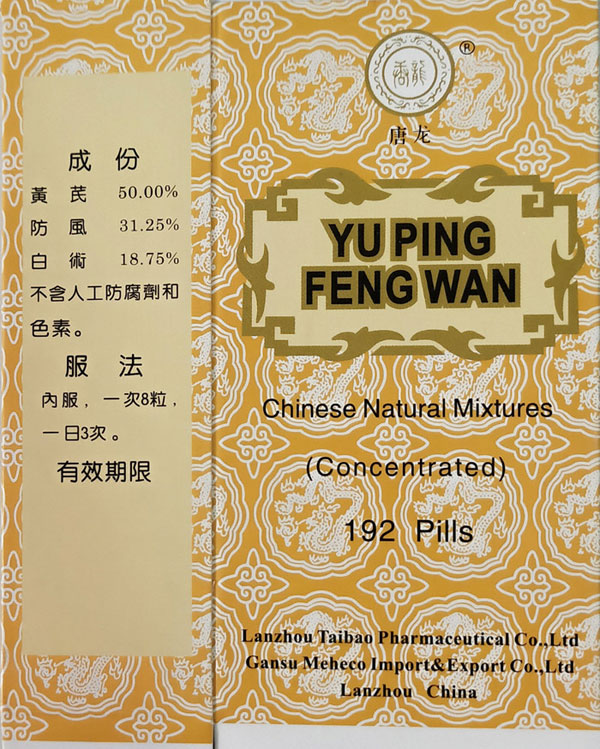 成份
黃芪 50.00%
防風 31.25%
白術 18.75%
不含人工防腐劑和
色素。
服法
內服，一次8粒，
一日3次。
有效期限
®
唐龙
YU PING
FENG WAN
Chinese Natural Mixtures
(Concentrated)
192 Pills
Lanzhou Taibao Pharmaceutical Co.,Ltd
Gansu Meheco Import&Export Co.,Ltd
Lanzhou China